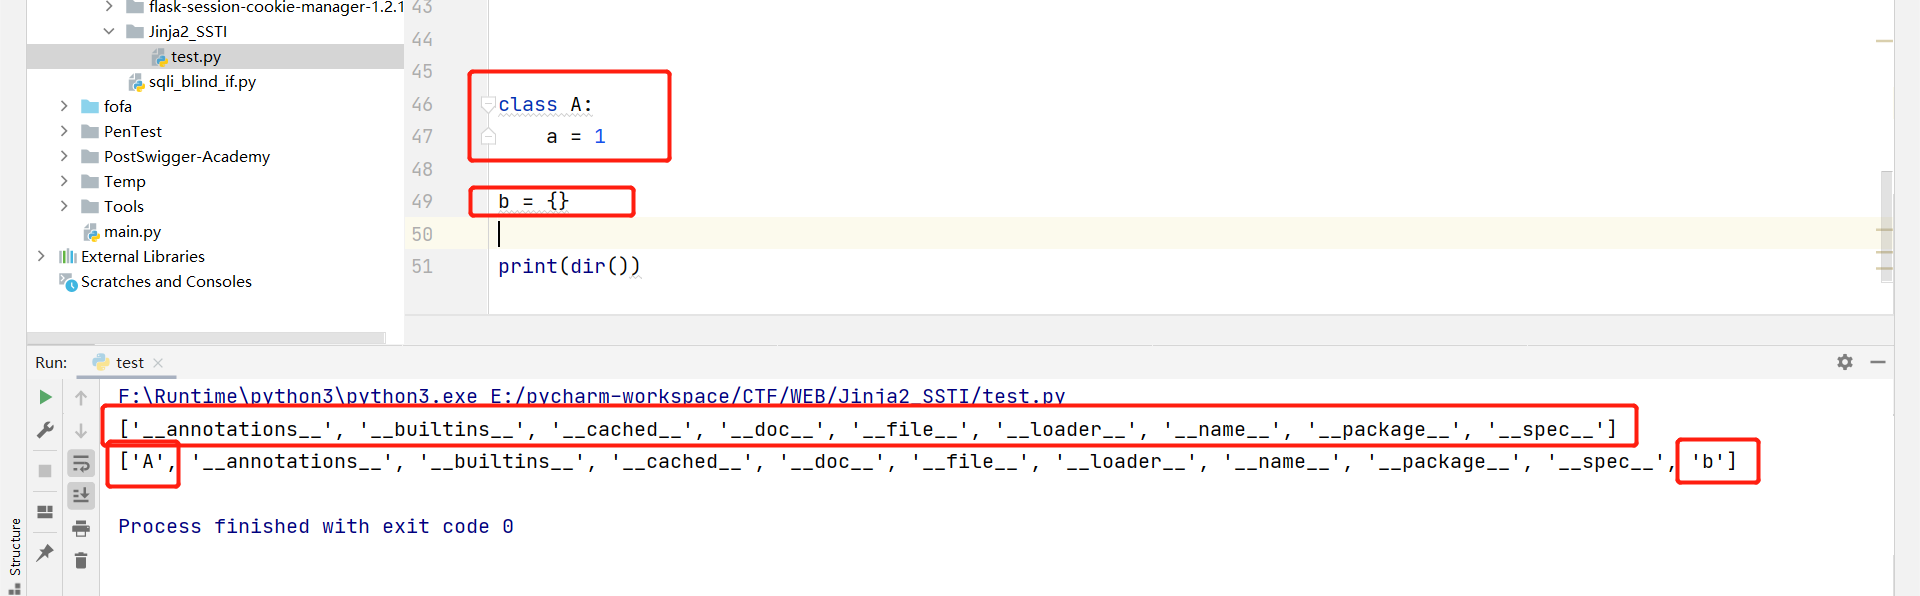 flask-session-cookie-manager-1.2.1
Jinja2_SSTI
test.py
sqli_blind_if.py
fofa
PenTest
PostSwigger-Academy
Temp
Tools
main.py
External Libraries
Scratches and Consoles
43
44
45
46 class A:
47     a = 1
48
49 b = {}
50
51 print(dir())
Run: test
F:\Runtime\python3\python3.exe E:/pycharm-workspace/CTF/WEB/Jinja2_SSTI/test.py
['__annotations__', '__builtins__', '__cached__', '__doc__', '__file__', '__loader__', '__name__', '__package__', '__spec__']
['A', '__annotations__', '__builtins__', '__cached__', '__doc__', '__file__', '__loader__', '__name__', '__package__', '__spec__', 'b']
Process finished with exit code 0
Structure